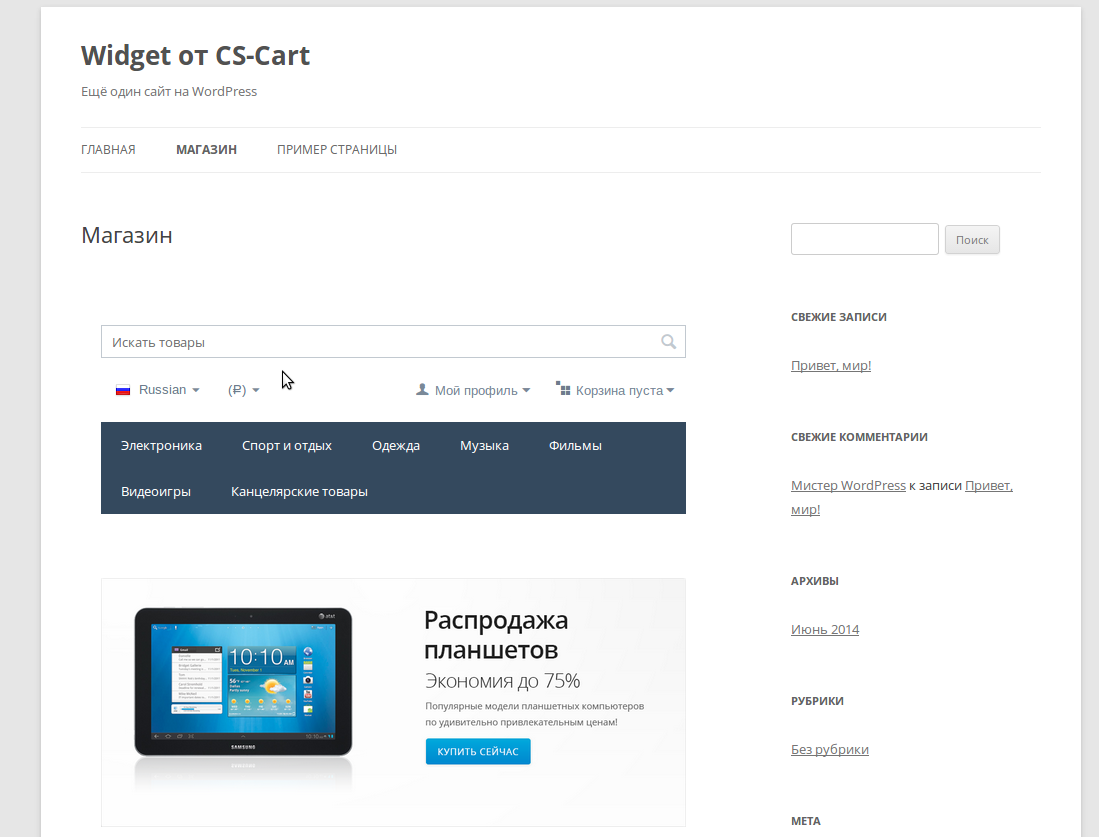 Widget от CS-Cart
Ещё один сайт на WordPress
ГЛАВНАЯ МАГАЗИН ПРИМЕР СТРАНИЦЫ
Магазин
Искать товары
Russian (₽) Мой профиль Корзина пуста
Электроника Спорт и отдых Одежда Музыка Фильмы
Видеоигры Канцелярские товары
at&t
10:10 AM
SAMSUNG
Распродажа
планшетов
Экономия до 75%
Популярные модели планшетных компьютеров
по удивительно привлекательным ценам!
КУПИТЬ СЕЙЧАС
Поиск
СВЕЖИЕ ЗАПИСИ
Привет, мир!
СВЕЖИЕ КОММЕНТАРИИ
Мистер WordPress к записи Привет,
мир!
АРХИВЫ
Июнь 2014
РУБРИКИ
Без рубрики
МЕТА